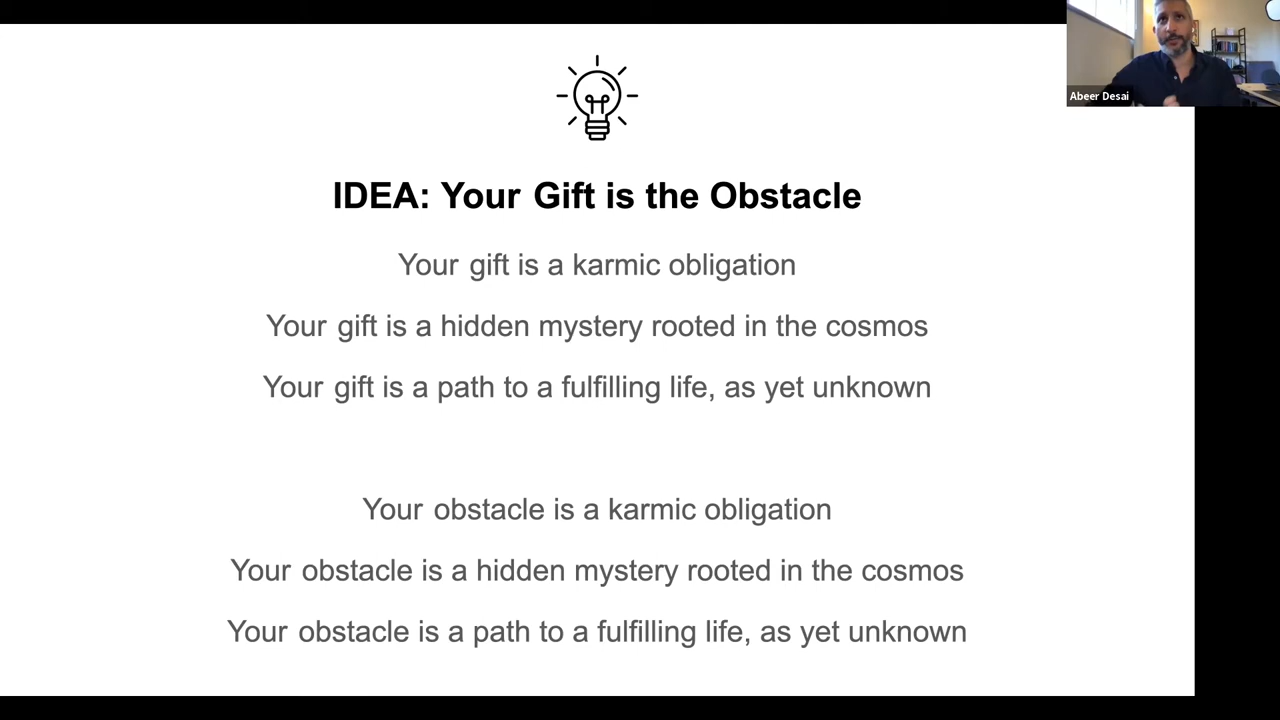 Abeer Desai
IDEA: Your Gift is the Obstacle
Your gift is a karmic obligation
Your gift is a hidden mystery rooted in the cosmos
Your gift is a path to a fulfilling life, as yet unknown
Your obstacle is a karmic obligation
Your obstacle is a hidden mystery rooted in the cosmos
Your obstacle is a path to a fulfilling life, as yet unknown